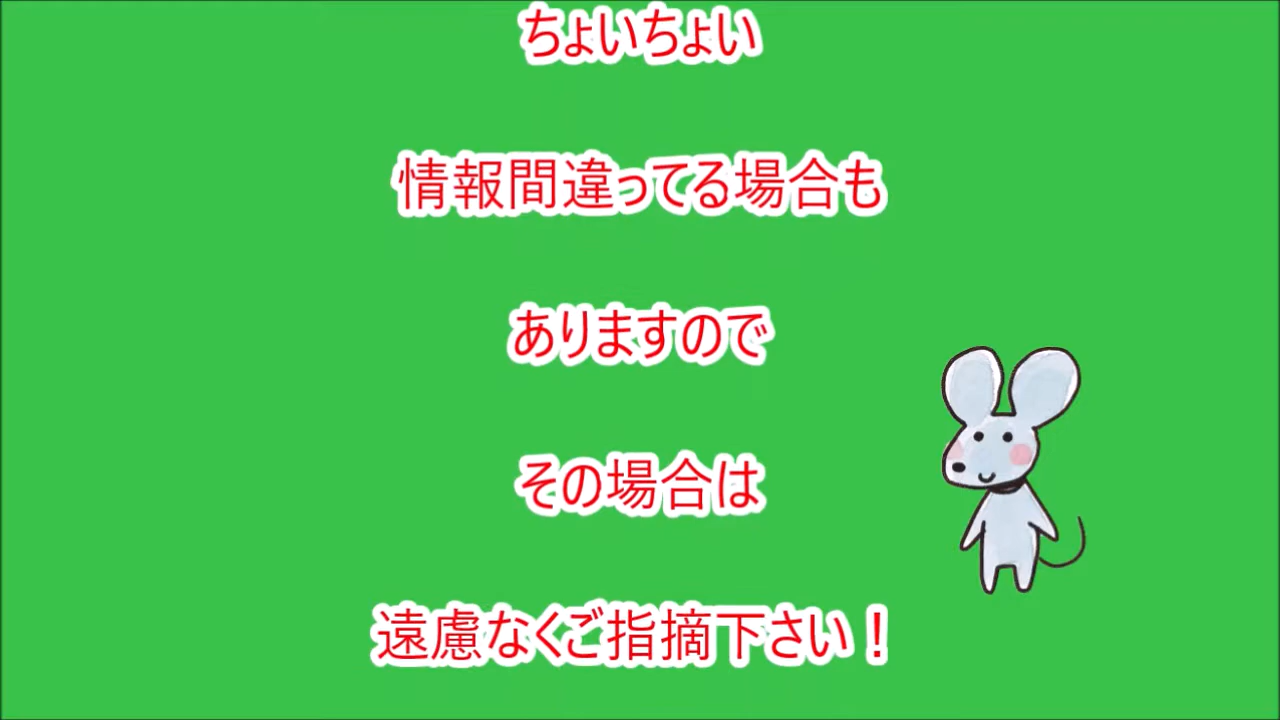 ちょいちょい
情報間違ってる場合も
ありますので
その場合は
遠慮なくご指摘下さい！